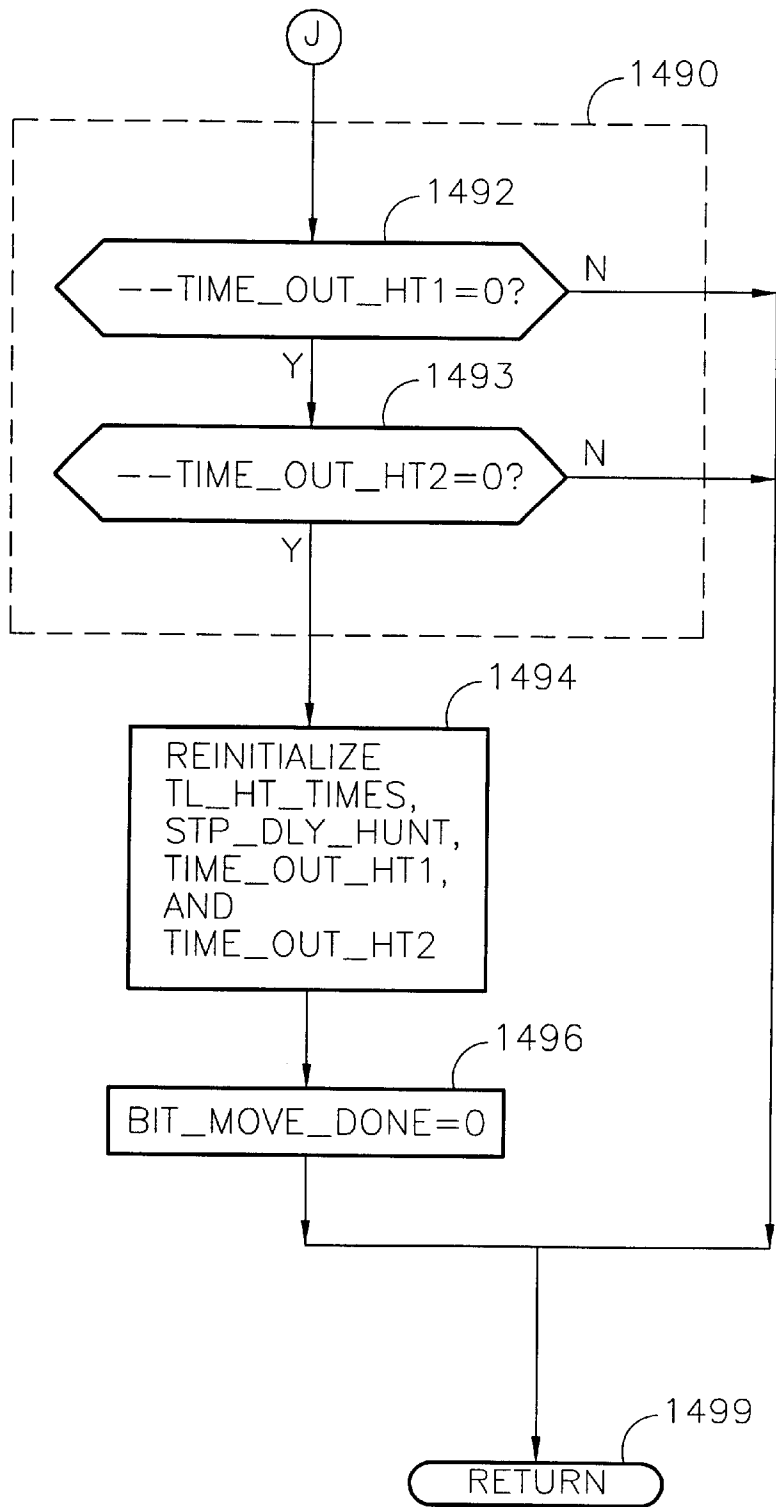 J
1490
1492
--TIME_OUT_HT1=0?
N
Y
1493
--TIME_OUT_HT2=0?
N
Y
1494
REINITIALIZE
TL_HT_TIMES,
STP_DLY_HUNT,
TIME_OUT_HT1,
AND
TIME_OUT_HT2
1496
BIT_MOVE_DONE=0
1499
RETURN